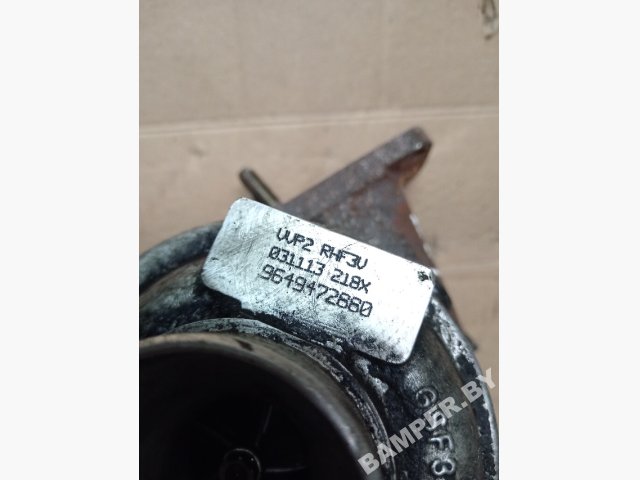 VVP2 RHF3V
031113 218X
9649472880
BAMPER.BY